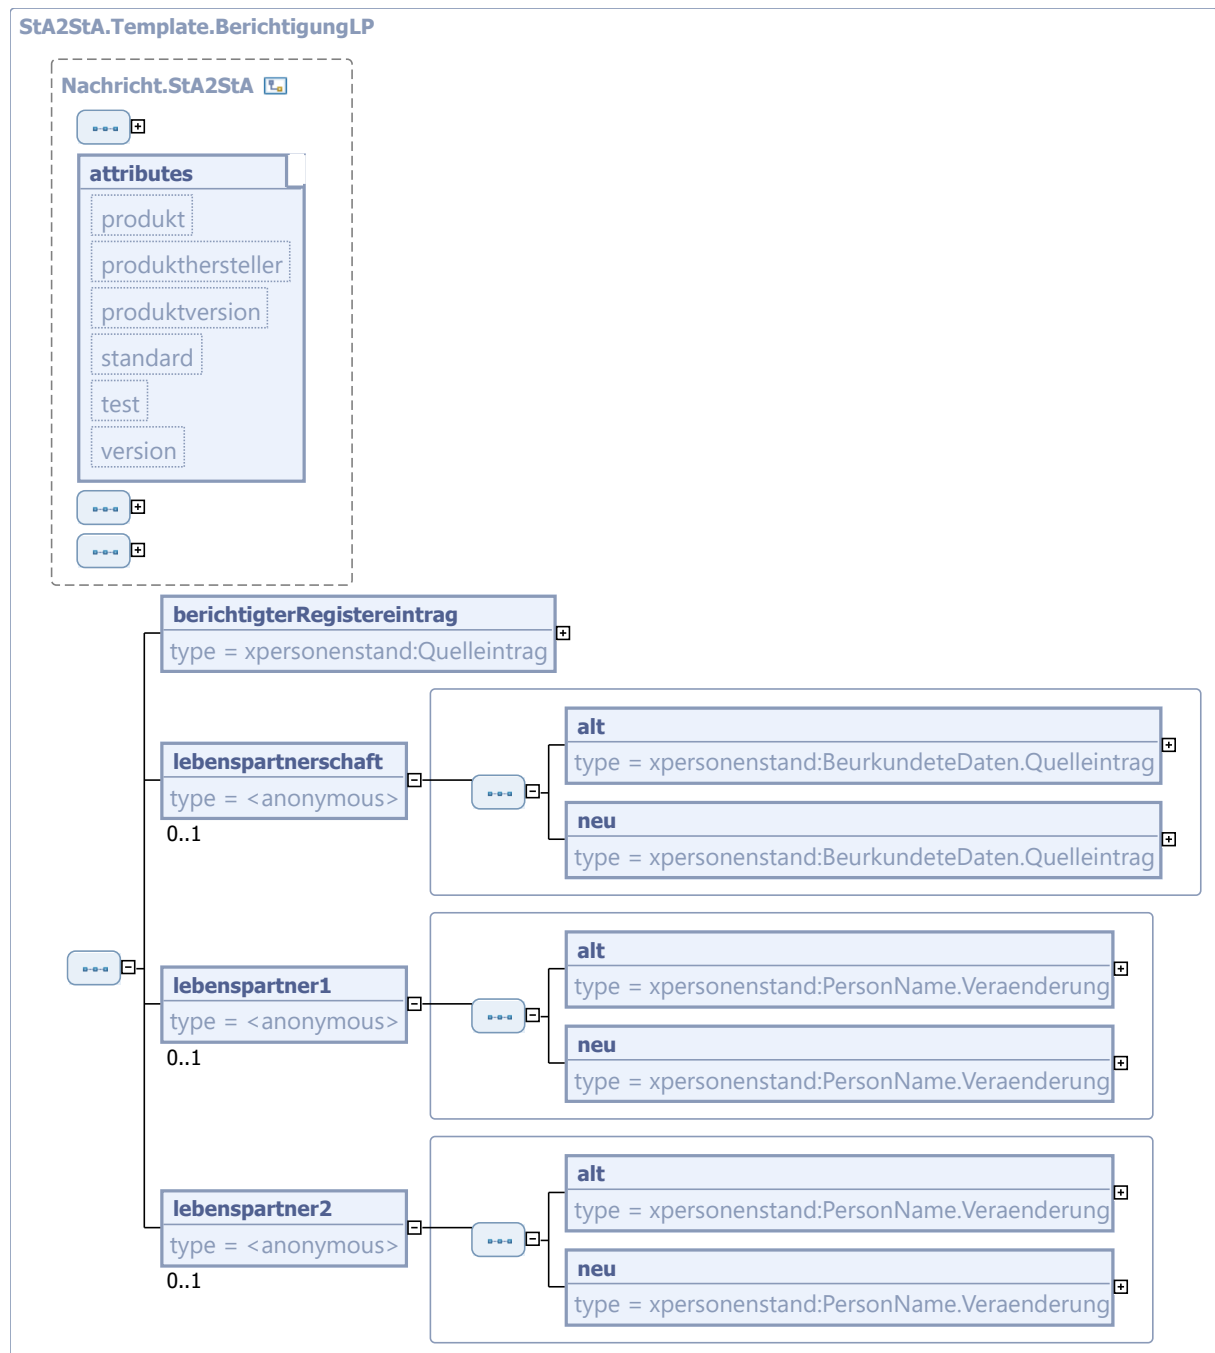 StA2StA.Template.BerichtigungLP
Nachricht.StA2StA
attributes
produkt
produkthersteller
produktversion
standard
test
version
berichtigterRegistereintrag
type = xpersonenstand:Quelleintrag
lebenspartnerschaft
type = <anonymous>
0..1
alt
type = xpersonenstand:BeurkundeteDaten.Quelleintrag
neu
type = xpersonenstand:BeurkundeteDaten.Quelleintrag
lebenspartner1
type = <anonymous>
0..1
alt
type = xpersonenstand:PersonName.Veraenderung
neu
type = xpersonenstand:PersonName.Veraenderung
lebenspartner2
type = <anonymous>
0..1
alt
type = xpersonenstand:PersonName.Veraenderung
neu
type = xpersonenstand:PersonName.Veraenderung